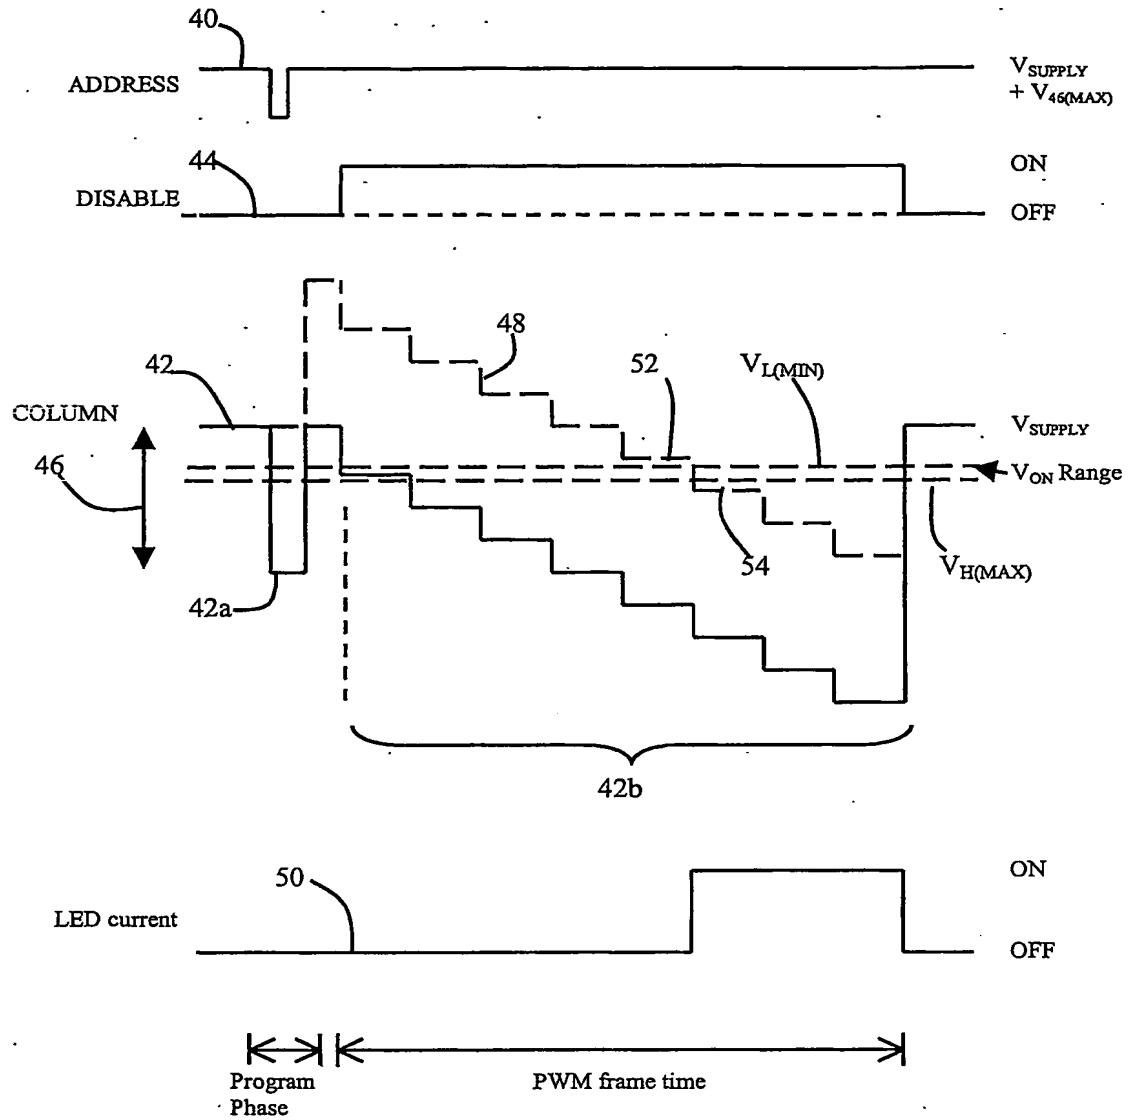 40
ADDRESS
V_SUPPLY
+ V_46(MAX)
44
DISABLE
ON
OFF
48
42
52
V_L(MIN)
COLUMN
V_SUPPLY
46
V_ON Range
42a
54
V_H(MAX)
42b
50
ON
LED current
OFF
Program
Phase
PWM frame time